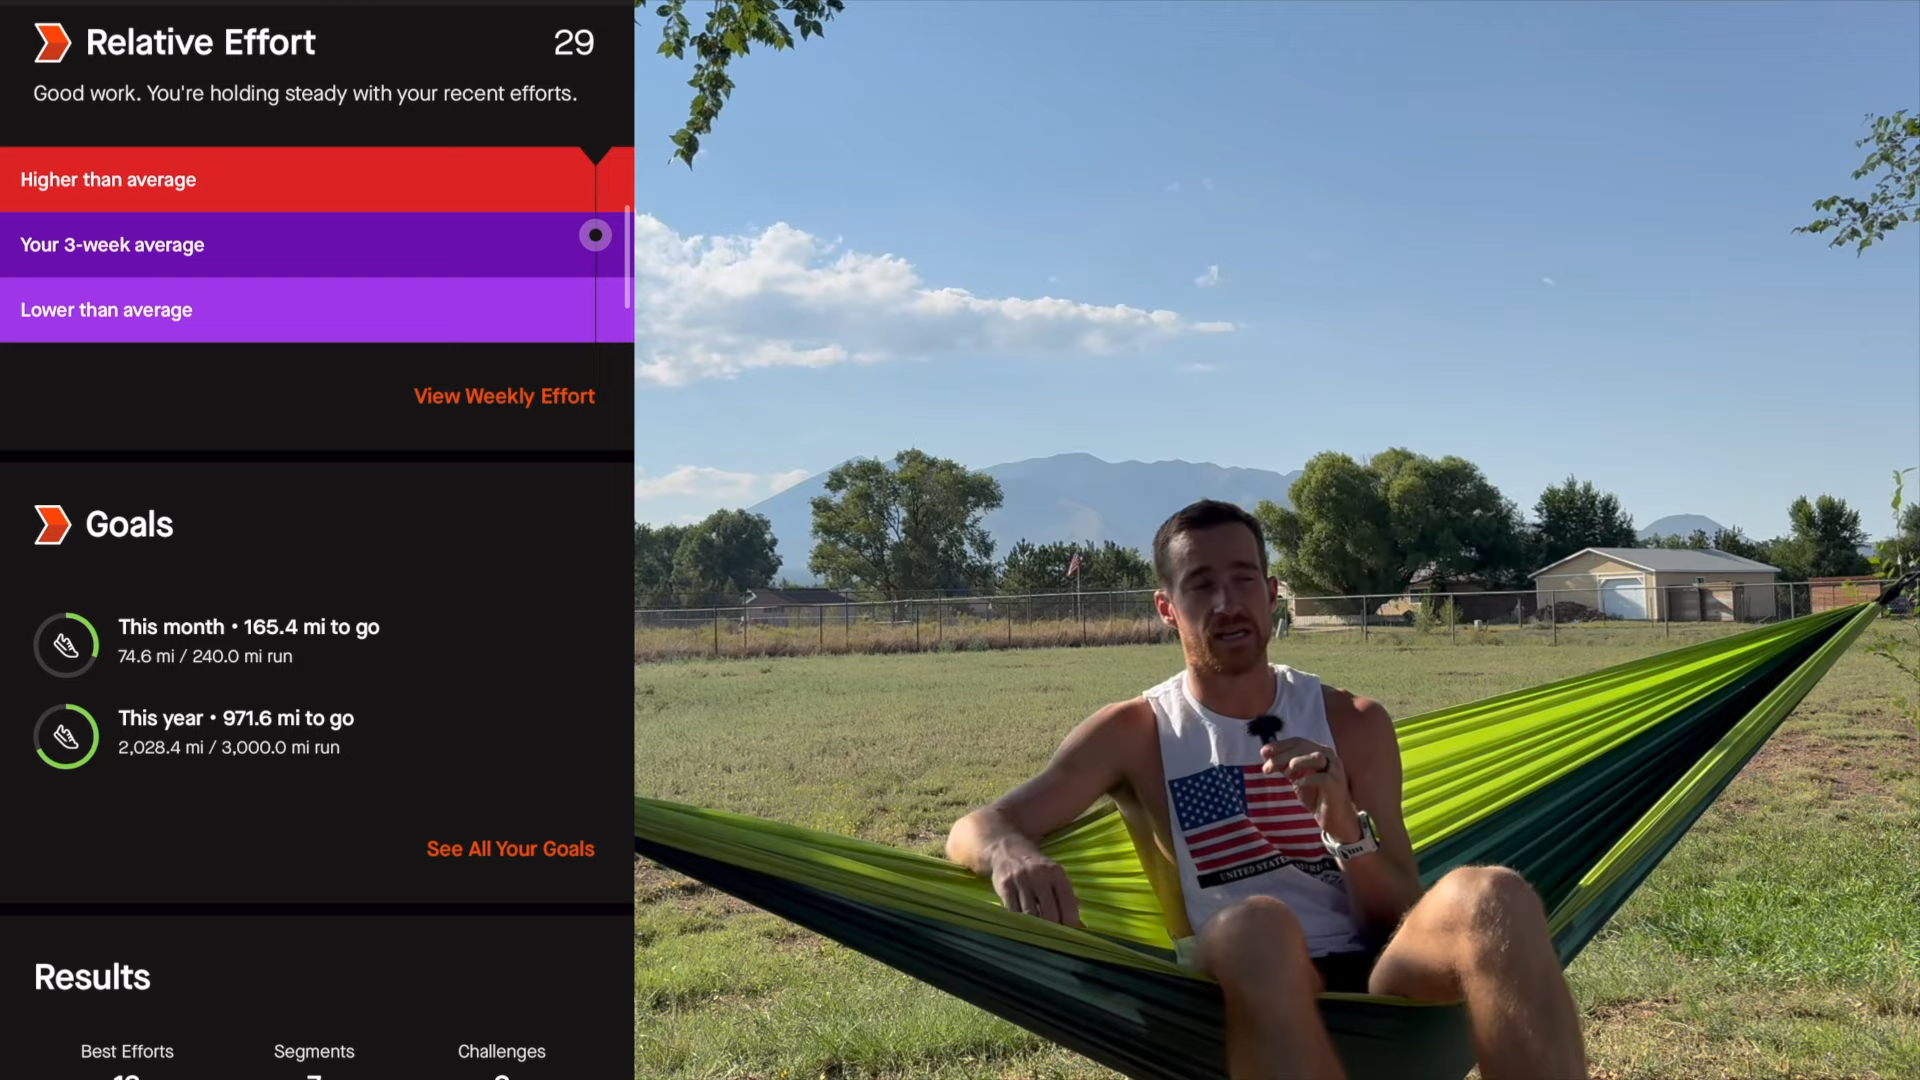 Relative Effort 29
Good work. You're holding steady with your recent efforts.
Higher than average
Your 3-week average
Lower than average
View Weekly Effort
Goals
This month • 165.4 mi to go
74.6 mi / 240.0 mi run
This year • 971.6 mi to go
2,028.4 mi / 3,000.0 mi run
See All Your Goals
Results
Best Efforts Segments Challenges
UNITED STATES